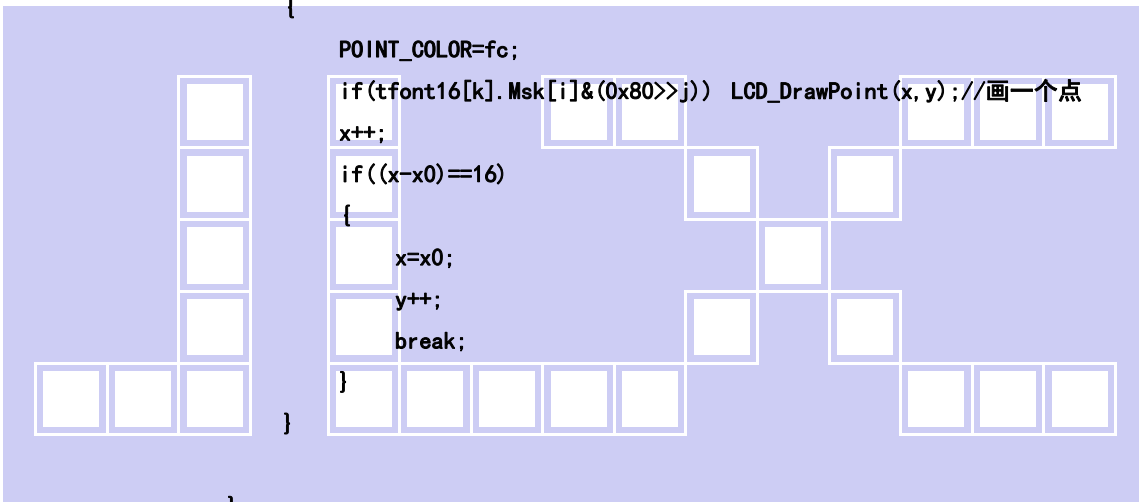 {
POINT_COLOR=fc;
if(tfont16[k].Msk[i]&(0x80>>j)) LCD_DrawPoint(x,y);//画一个点
x++;
if((x-x0)==16)
{
x=x0;
y++;
break;
}
}
}